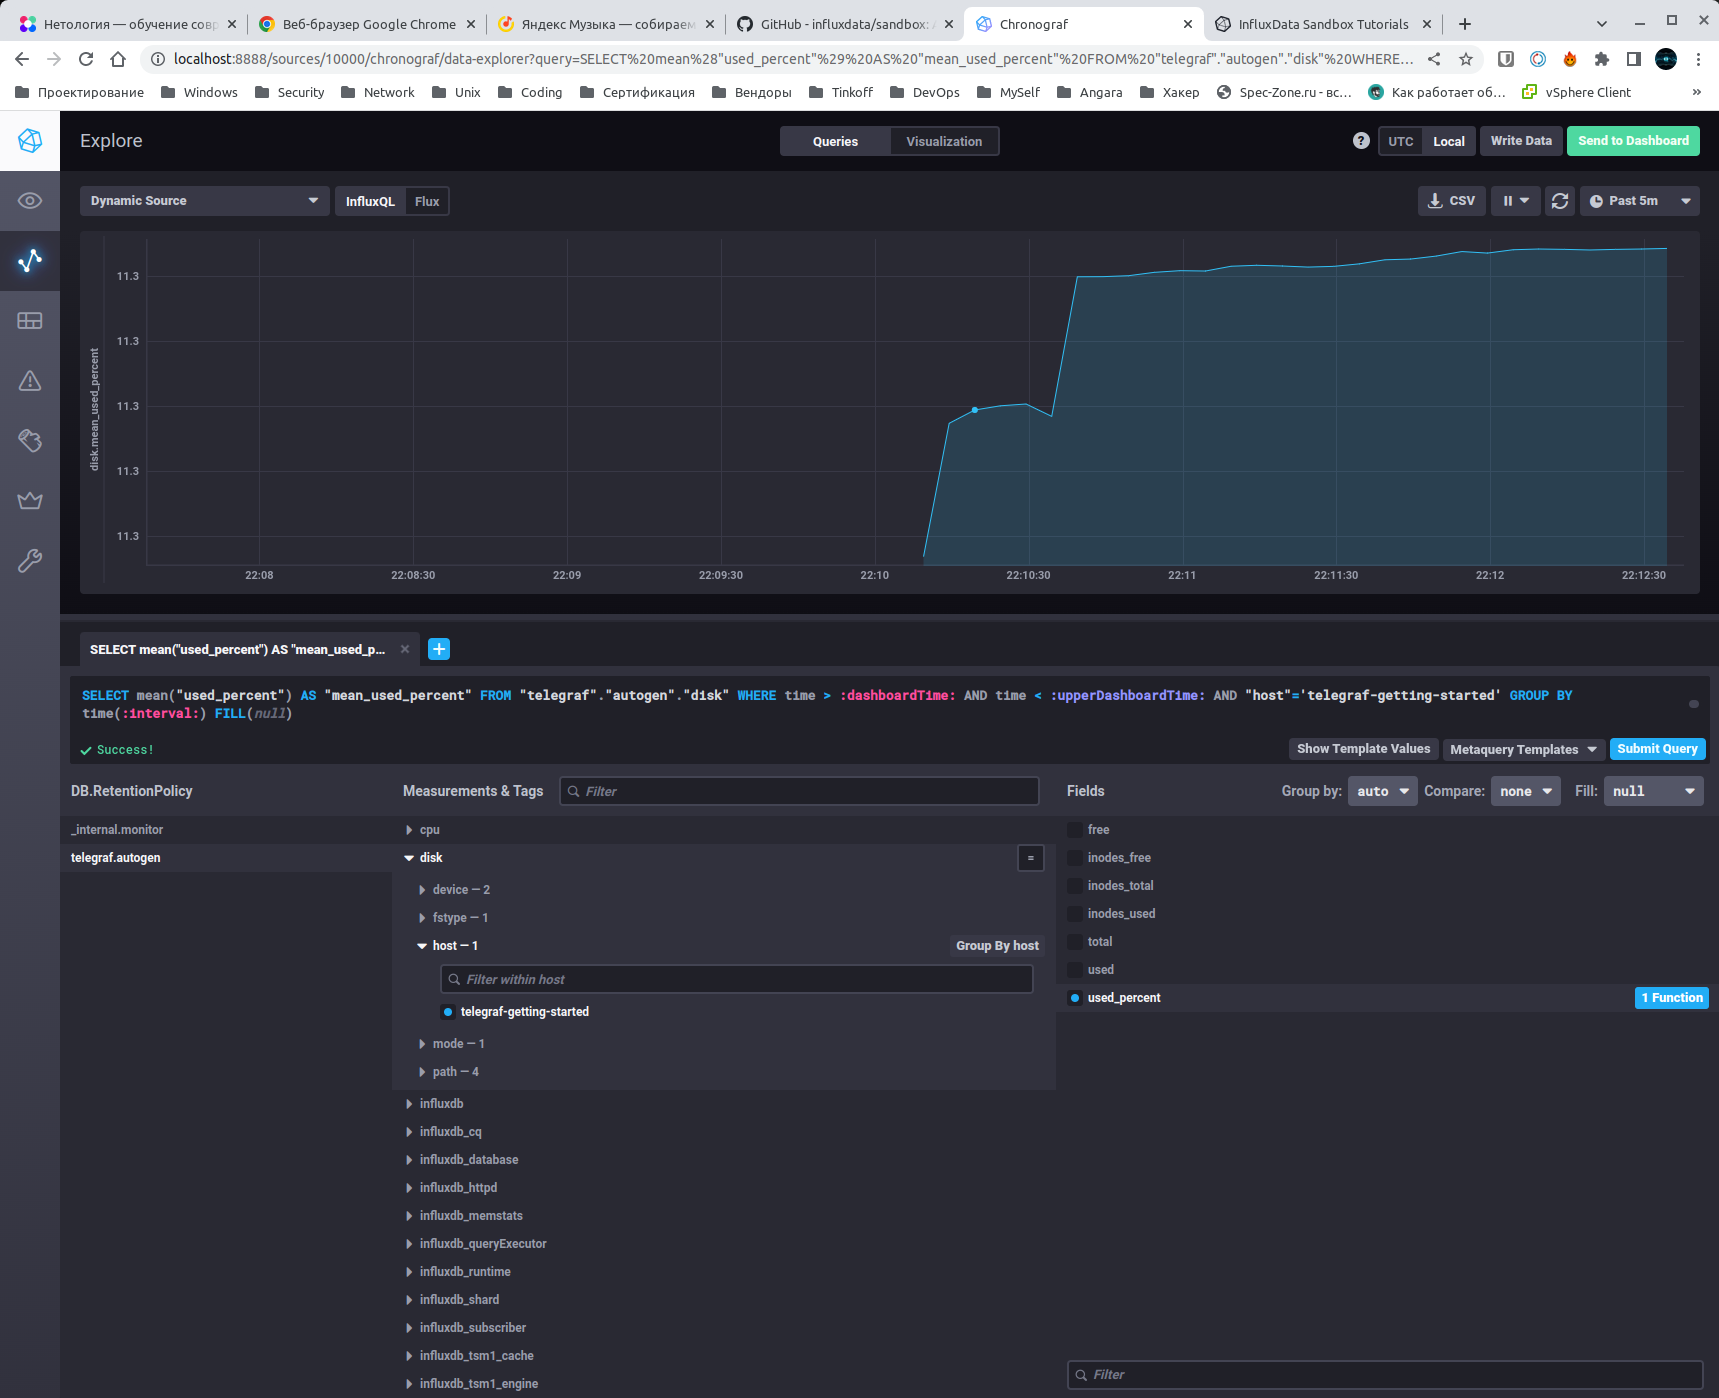 Нетология — обучение совр
Веб-браузер Google Chrome
Яндекс Музыка — собираем
GitHub - influxdata/sandbox: A
Chronograf
InfluxData Sandbox Tutorials
localhost:8888/sources/10000/chronograf/data-explorer?query=SELECT%20mean%28"used_percent"%29%20AS%20"mean_used_percent"%20FROM%20"telegraf"."autogen"."disk"%20WHERE...
Проектирование
Windows
Security
Network
Unix
Coding
Сертификация
Вендоры
Tinkoff
DevOps
MySelf
Angara
Хакер
Spec-Zone.ru - вс...
Как работает об...
vSphere Client
»
Explore
Queries
Visualization
?
UTC
Local
Write Data
Send to Dashboard
Dynamic Source
InfluxQL
Flux
CSV
Past 5m
disk.mean_used_percent
11.3
11.3
11.3
11.3
11.3
22:08
22:08:30
22:09
22:09:30
22:10
22:10:30
22:11
22:11:30
22:12
22:12:30
SELECT mean("used_percent") AS "mean_used_p...
SELECT mean("used_percent") AS "mean_used_percent" FROM "telegraf"."autogen"."disk" WHERE time > :dashboardTime: AND time < :upperDashboardTime: AND "host"='telegraf-getting-started' GROUP BY
time(:interval:) FILL(null)
Success!
Show Template Values
Metaquery Templates
Submit Query
DB.RetentionPolicy
Measurements & Tags
Filter
Fields
Group by:
auto
Compare:
none
Fill:
null
_internal.monitor
telegraf.autogen
cpu
disk
=
device — 2
fstype — 1
host — 1
Group By host
Filter within host
telegraf-getting-started
mode — 1
path — 4
influxdb
influxdb_cq
influxdb_database
influxdb_httpd
influxdb_memstats
influxdb_queryExecutor
influxdb_runtime
influxdb_shard
influxdb_subscriber
influxdb_tsm1_cache
influxdb_tsm1_engine
free
inodes_free
inodes_total
inodes_used
total
used
used_percent
1 Function
Filter